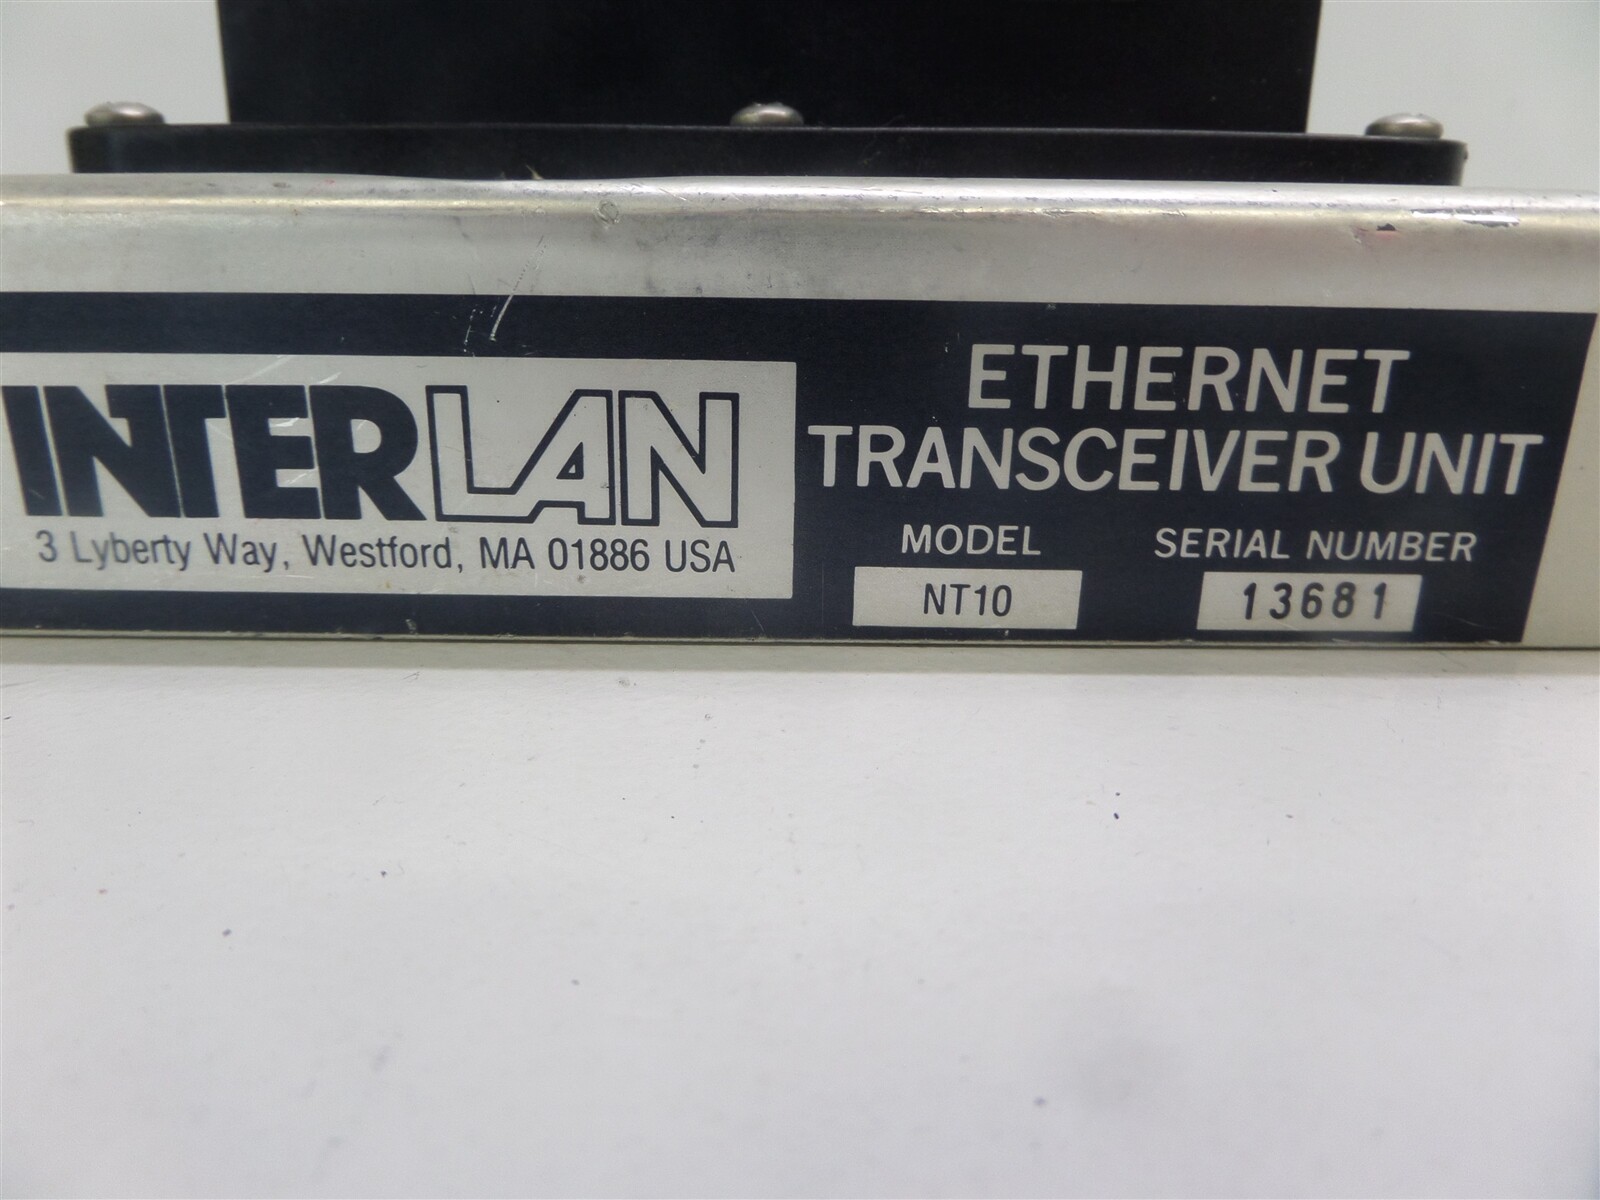 INTERLAN
3 Lyberty Way, Westford, MA 01886 USA
ETHERNET
TRANSCEIVER UNIT
MODEL SERIAL NUMBER
NT10 13681